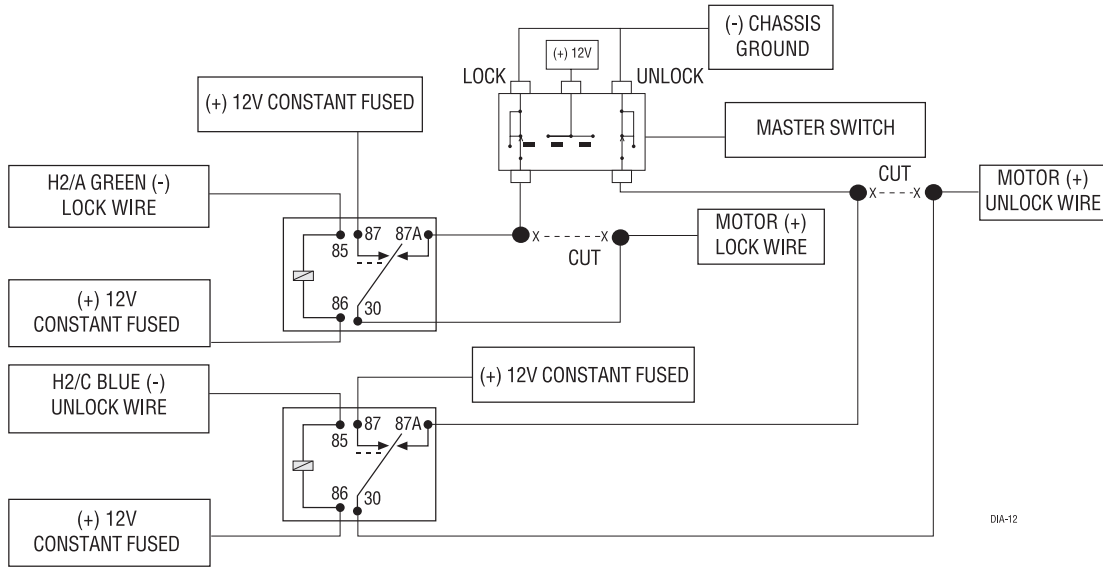 (-) CHASSIS
GROUND
(+) 12V
LOCK
UNLOCK
(+) 12V CONSTANT FUSED
MASTER SWITCH
H2/A GREEN (-)
LOCK WIRE
CUT
X
X
MOTOR (+)
UNLOCK WIRE
MOTOR (+)
LOCK WIRE
X
X
CUT
87
87A
85
86
30
(+) 12V
CONSTANT FUSED
H2/C BLUE (-)
UNLOCK WIRE
(+) 12V CONSTANT FUSED
87
87A
85
86
30
(+) 12V
CONSTANT FUSED
DIA-12